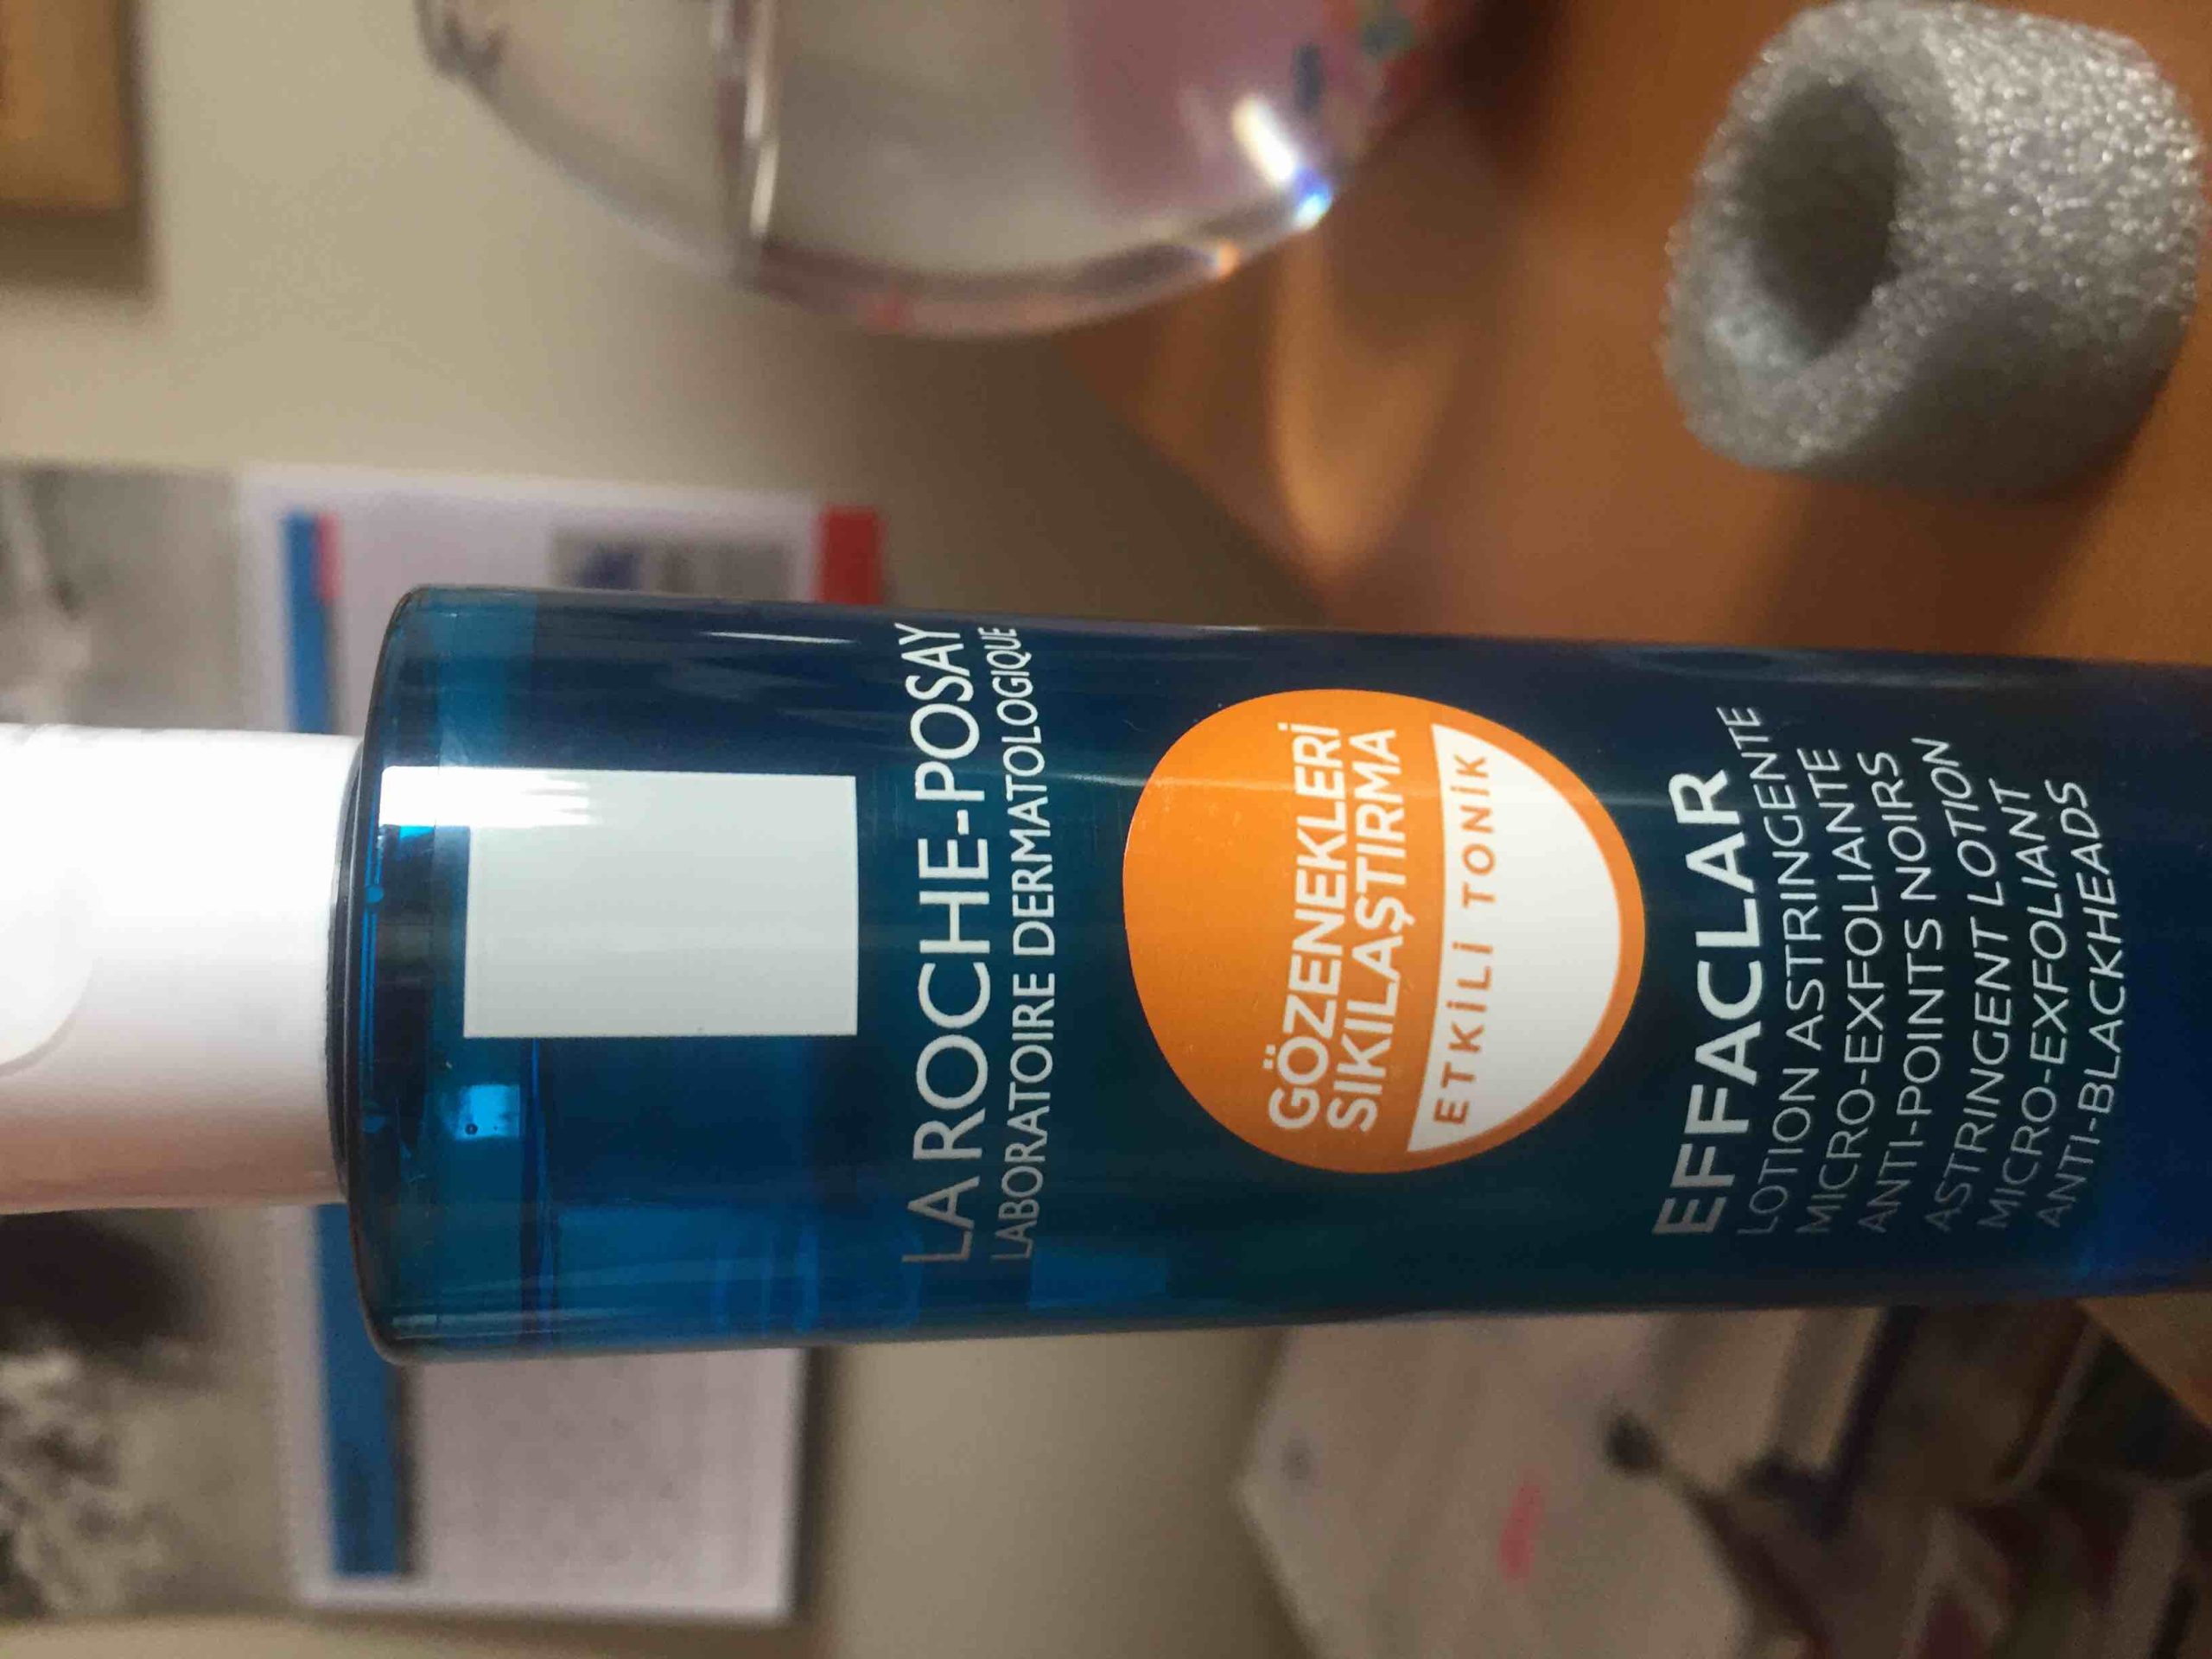 LA ROCHE-POSAY
LABORATOIRE DERMATOLOGIQUE
GÖZENEKLERİ
SIKILAŞTIRMA
ETKİLİ TONİK
EFFACLAR
LOTION ASTRINGENTE
MICRO-EXFOLIANTE
ANTI-POINTS NOIRS
ASTRINGENT LOTION
MICRO-EXFOLIANT
ANTI-BLACKHEADS